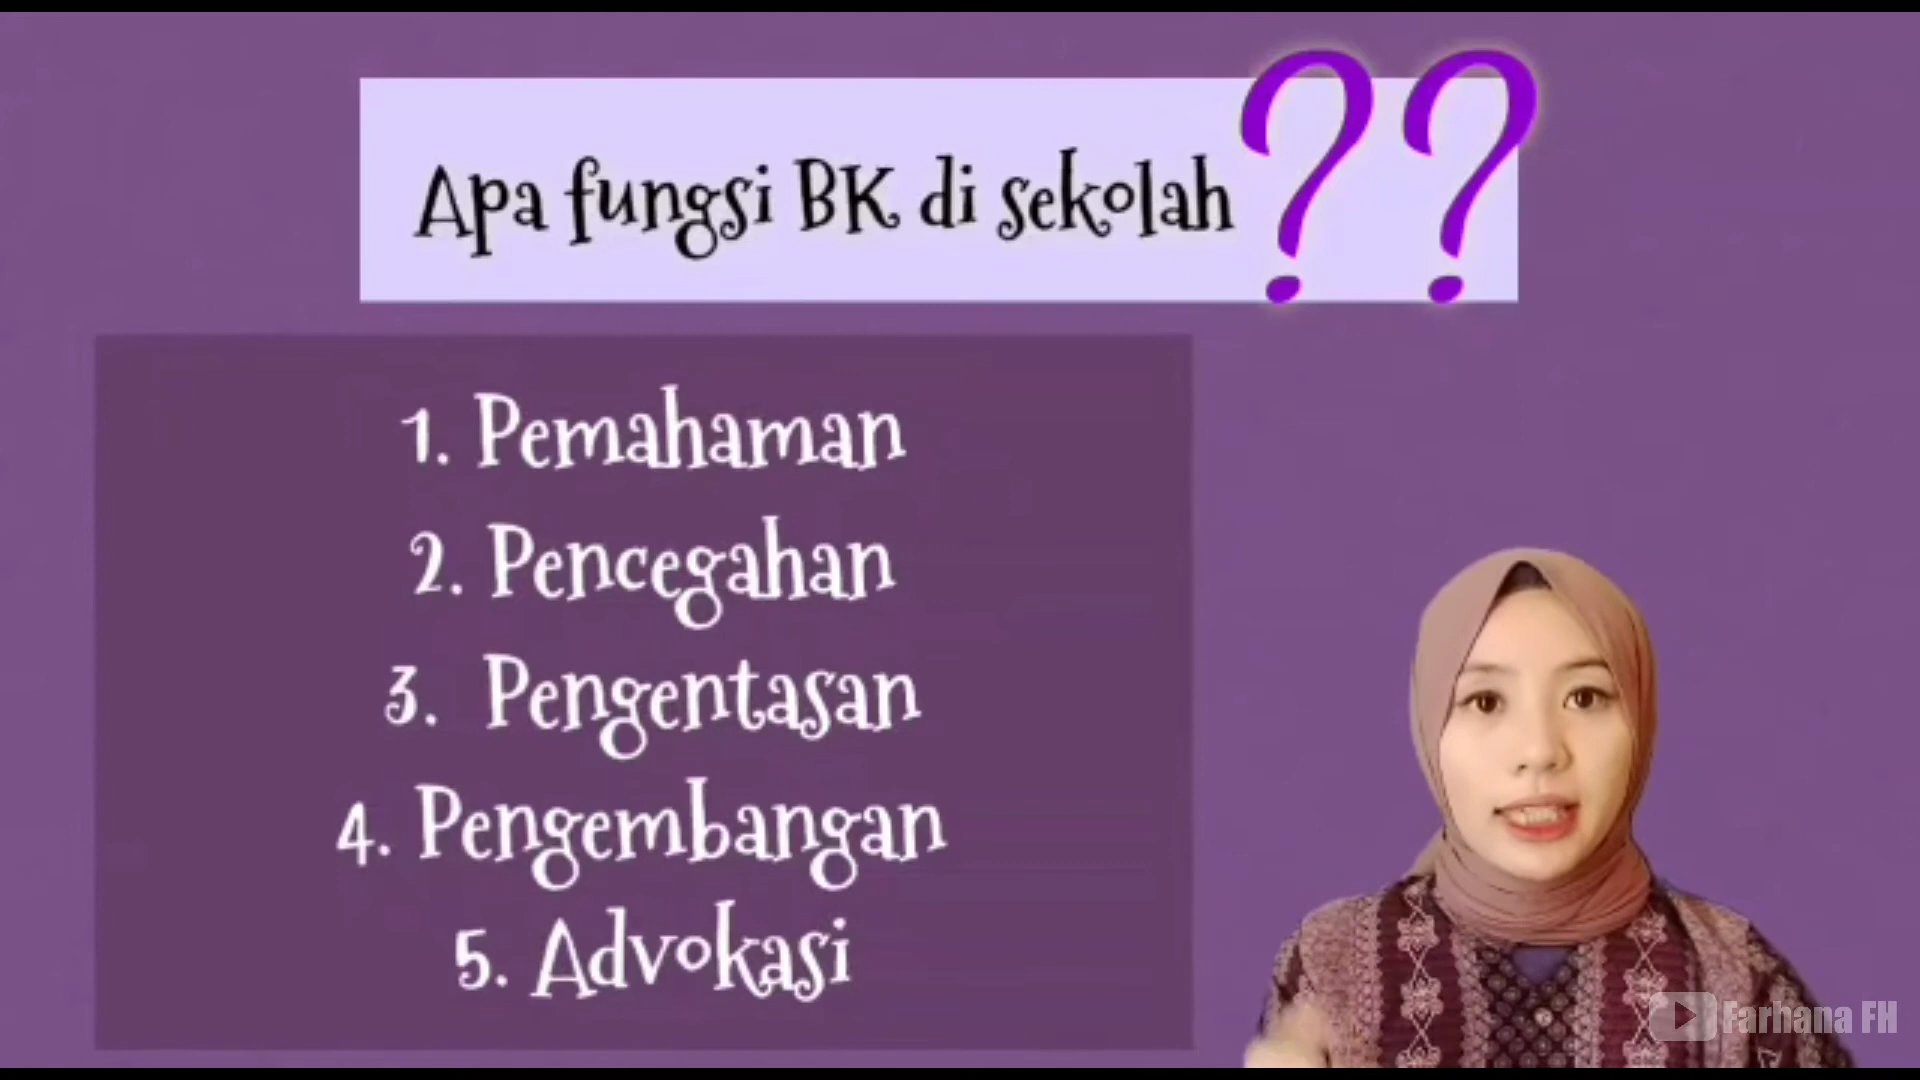 Apa fungsi BK di sekolah??
1. Pemahaman
2. Pencegahan
3. Pengentasan
4. Pengembangan
5. Advokasi
Farhana FH